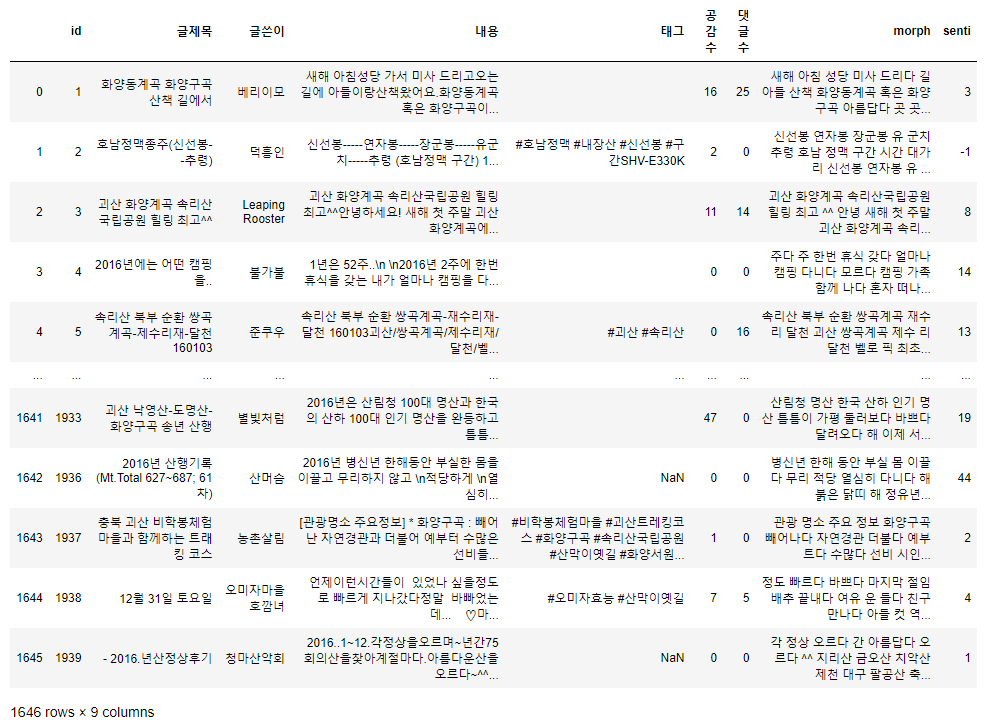 id 글제목 글쓴이 내용 태그 공감수 댓글수 morph senti
0 1 화양동계곡 화양구곡 산책 길에서 베리이모 새해 아침성당 가서 미사 드리고오는 길에 아들이랑산책왔어요.화양동계곡 혹은 화양구곡이... 16 25 새해 아침 성당 미사 드리다 길 아들 산책 화양동계곡 혹은 화양 구곡 아름답다 곳 곳... 3
1 2 호남정맥종주(신선봉--추령) 덕흥인 신선봉-----연자봉-----장군봉-----유군치-----추령 (호남정맥 구간) 1... #호남정맥 #내장산 #신선봉 #구간SHV-E330K 2 0 신선봉 연자봉 장군봉 유 군치 추령 호남 정맥 구간 시간 대가리 신선봉 연자봉 유 ... -1
2 3 괴산 화양계곡 속리산국립공원 힐링 최고^^ Leaping Rooster 괴산 화양계곡 속리산국립공원 힐링 최고^^안녕하세요! 새해 첫 주말 괴산 화양계곡에... 11 14 괴산 화양계곡 속리산국립공원 힐링 최고 ^^ 안녕 새해 첫 주말 괴산 화양계곡 속리... 8
3 4 2016년에는 어떤 캠핑을.. 불가불 1년은 52주..\n \n2016년 2주에 한번 휴식을 갖는 내가 얼마나 캠핑을 다... 0 0 주다 주 한번 휴식 갖다 얼마나 캠핑 다니다 모르다 캠핑 가족 함께 나다 혼자 떠나... 14
4 5 속리산 북부 순환 쌍곡계곡-제수리재-달천 160103 준쿠우 속리산 북부 순환 쌍곡계곡-재수리재-달천 160103괴산/쌍곡계곡/제수리재/달천/벨... #괴산 #속리산 0 16 속리산 북부 순환 쌍곡계곡 재수 리 달천 괴산 쌍곡계곡 제수 리 달천 벨로 픽 최초... 13
... ... ... ... ... ... ... ... ... ...
1641 1933 괴산 낙영산-도명산-화양구곡 송년 산행 별빛처럼 2016년은 산림청 100대 명산과 한국의 산하 100대 인기 명산을 완등하고 틈틈... 47 0 산림청 명산 한국 산하 인기 명산 틈틈이 가평 둘러보다 바쁘다 달려오다 해 이제 서... 19
1642 1936 2016년 산행기록 (Mt.Total 627~687; 61차) 산머슴 2016년 병신년 한해동안 부실한 몸을 이끌고 무리하지 않고 \n적당하게 \n열심히... NaN 0 0 병신년 한해 동안 부실 몸 이끌다 무리 적당 열심히 다니다 해 붉은 닭띠 해 정유년... 44
1643 1937 충북 괴산 비학봉체험마을과 함께하는 트래킹 코스 농촌살림 [관광명소 주요정보] * 화양구곡 : 빼어난 자연경관과 더불어 예부터 수많은 선비들... #비학봉체험마을 #괴산트레킹코스 #화양구곡 #속리산국립공원 #산막이옛길 #화양서원... 1 0 관광 명소 주요 정보 화양구곡 빼어나다 자연경관 더불다 예부트다 수많다 선비 시인... 2
1644 1938 12월 31일 토요일 오미자마을 호깜녀 언제이런시간들이 있었나 싶을정도로 빠르게 지나갔다정말 바빠었는데... ♡마... #오미자효능 #산막이옛길 7 5 정도 빠르다 바쁘다 마지막 절임배추 끝내다 여유 운 들다 친구 만나다 아들 컷 역... 4
1645 1939 - 2016.년산정상후기 청마산악회 2016..1~12.각정상을오르며~년간75회의산을찾아계절마다.아름다운산을오르다~^^... NaN 0 0 각 정상 오르다 간 아름답다 오르다 ^^ 지리산 금오산 치악산 제천 대구 팔공산 축... 1
1646 rows × 9 columns